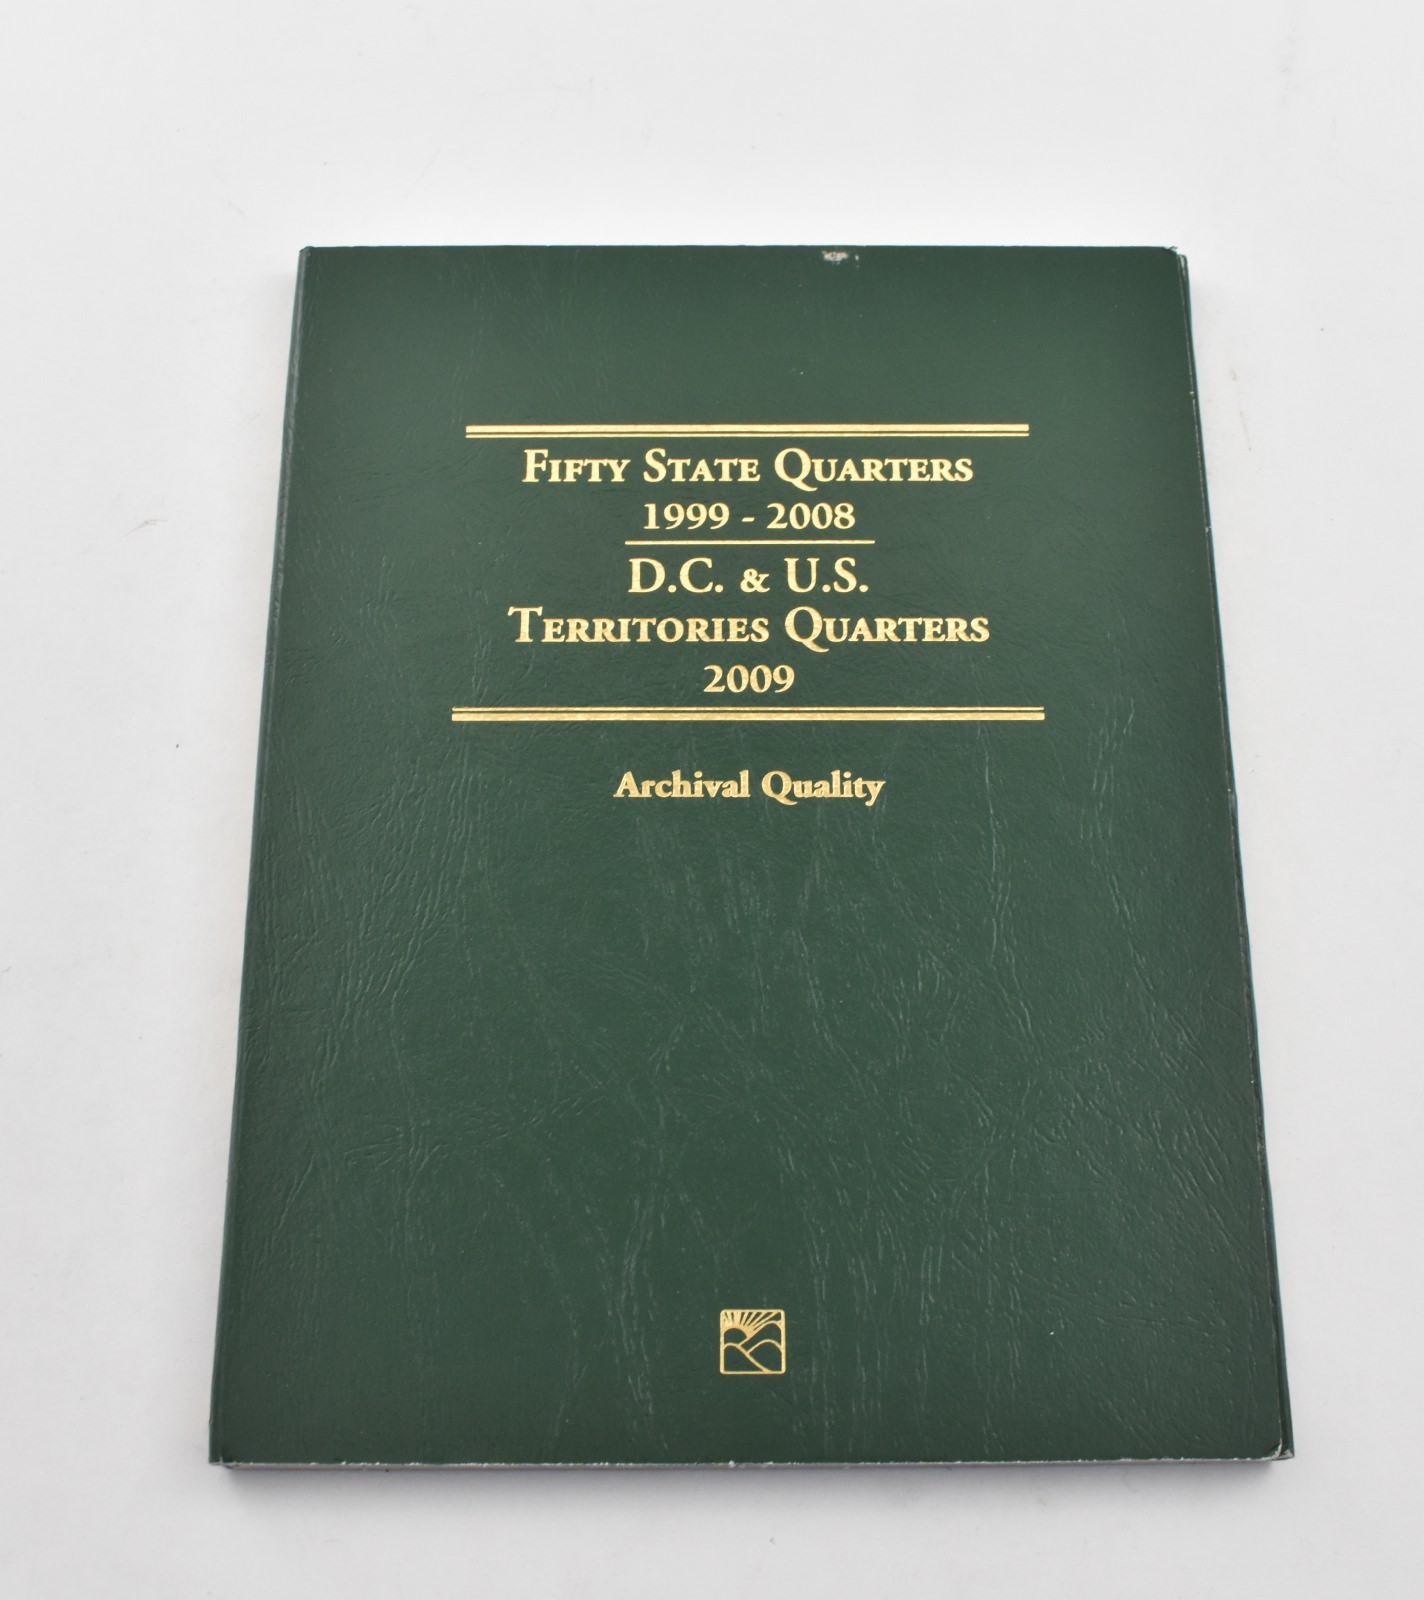 Fifty State Quarters
1999 - 2008
D.C. & U.S.
Territories Quarters
2009
Archival Quality